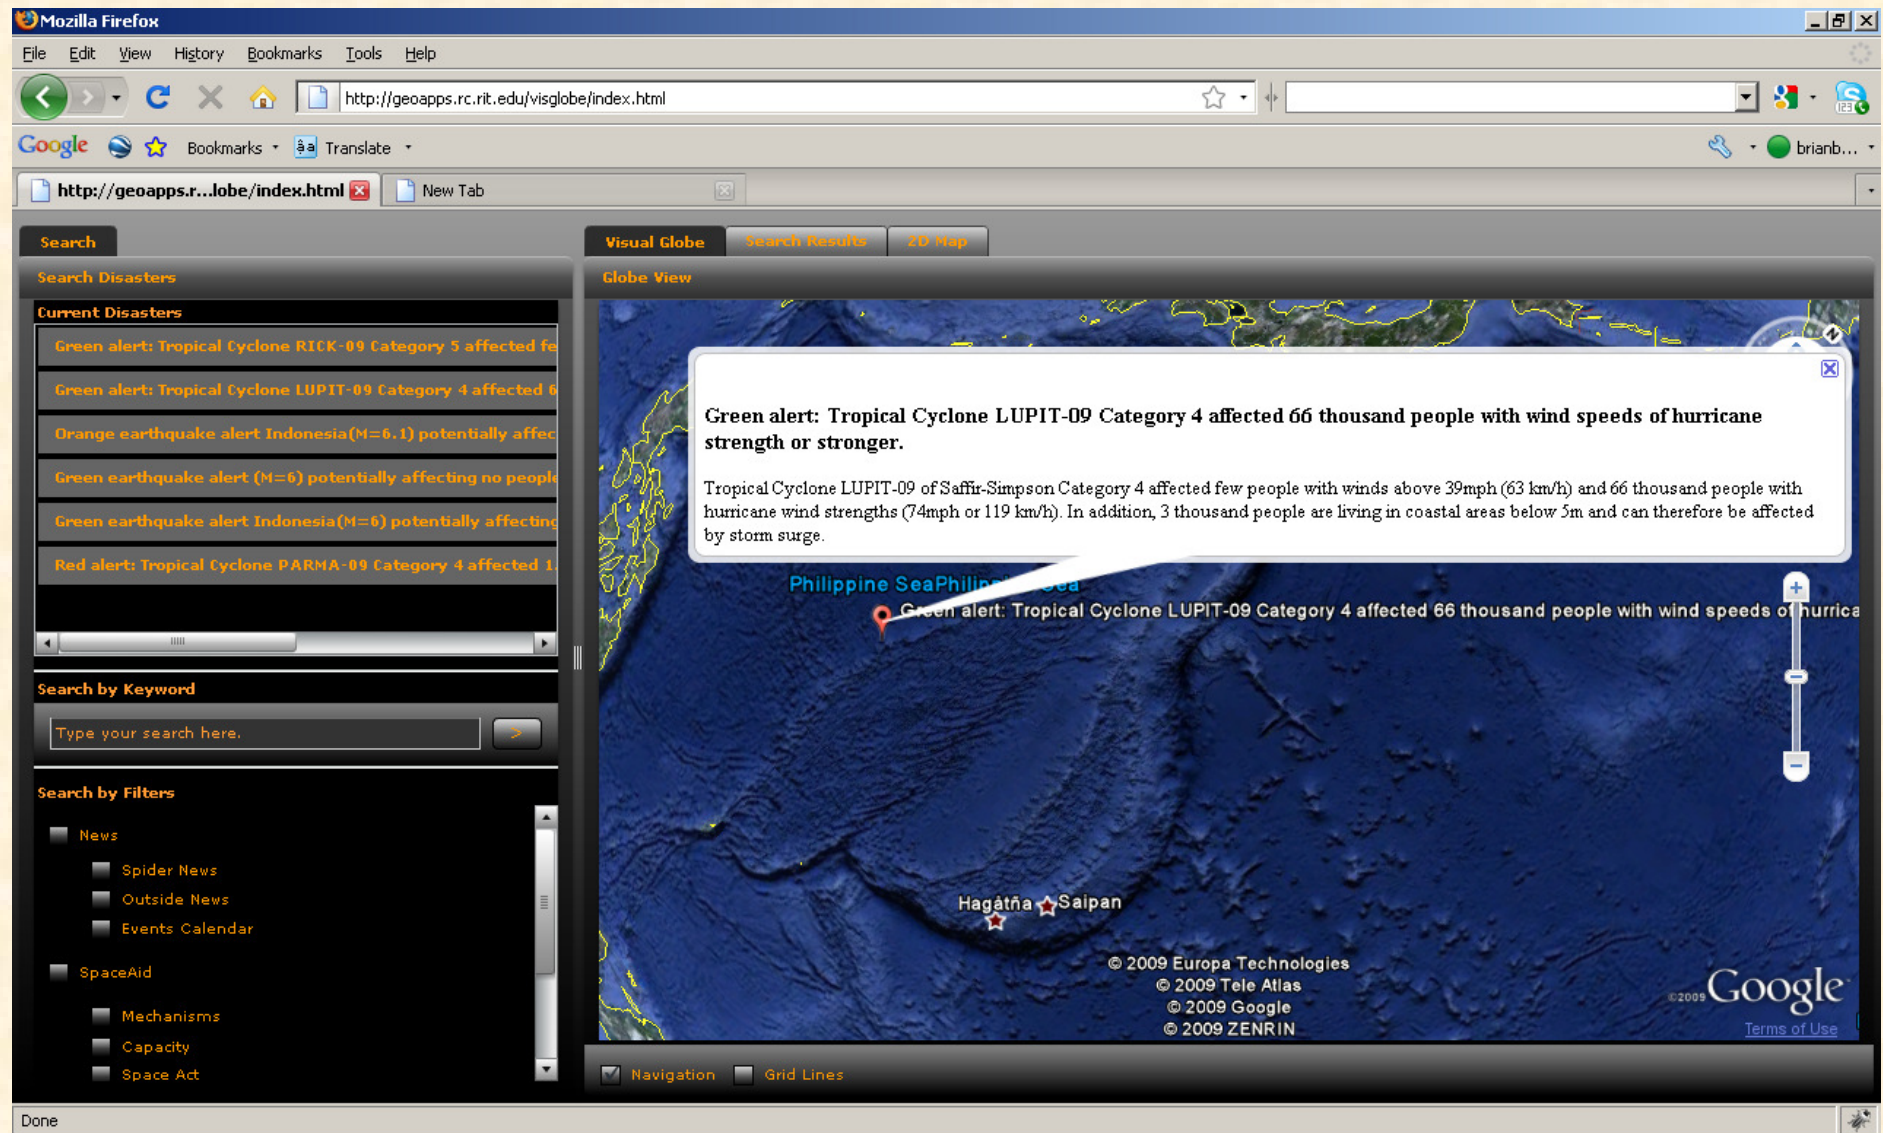 Mozilla Firefox
File Edit View History Bookmarks Tools Help
http://geoapps.rc.rit.edu/visglobe/index.html
123
Google Bookmarks Translate brianb...
http://geoapps.r...lobe/index.html New Tab
Search
Search Disasters
Current Disasters
Green alert: Tropical Cyclone RICK-09 Category 5 affected fe
Green alert: Tropical Cyclone LUPIT-09 Category 4 affected 6
Orange earthquake alert Indonesia(M=6.1) potentially affec
Green earthquake alert (M=6) potentially affecting no people
Green earthquake alert Indonesia(M=6) potentially affecting
Red alert: Tropical Cyclone PARMA-09 Category 4 affected 1.
Search by Keyword
Type your search here. >
Search by Filters
News
Spider News
Outside News
Events Calendar
SpaceAid
Mechanisms
Capacity
Space Act
Visual Globe Search Results 2D Map
Globe View
Green alert: Tropical Cyclone LUPIT-09 Category 4 affected 66 thousand people with wind speeds of hurricane
strength or stronger.
Tropical Cyclone LUPIT-09 of Saffir-Simpson Category 4 affected few people with winds above 39mph (63 km/h) and 66 thousand people with
hurricane wind strengths (74mph or 119 km/h). In addition, 3 thousand people are living in coastal areas below 5m and can therefore be affected
by storm surge.
Philippine Sea
Green alert: Tropical Cyclone LUPIT-09 Category 4 affected 66 thousand people with wind speeds of hurrica
Hagåtña Saipan
© 2009 Europa Technologies
© 2009 Tele Atlas
© 2009 Google
© 2009 ZENRIN
©2009 Google
Terms of Use
Navigation Grid Lines
Done